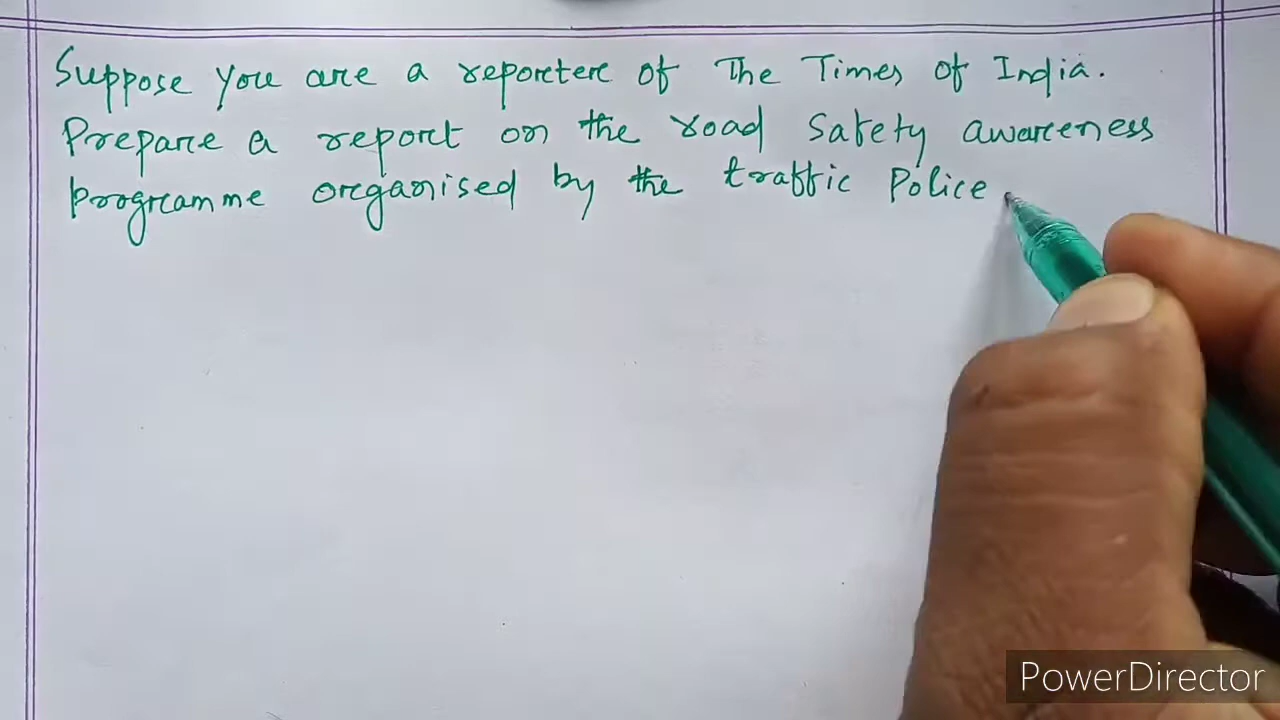 Suppose you are a reporter of The Times of India.
Prepare a report on the road safety awareness
programme organised by the traffic Police
PowerDirector